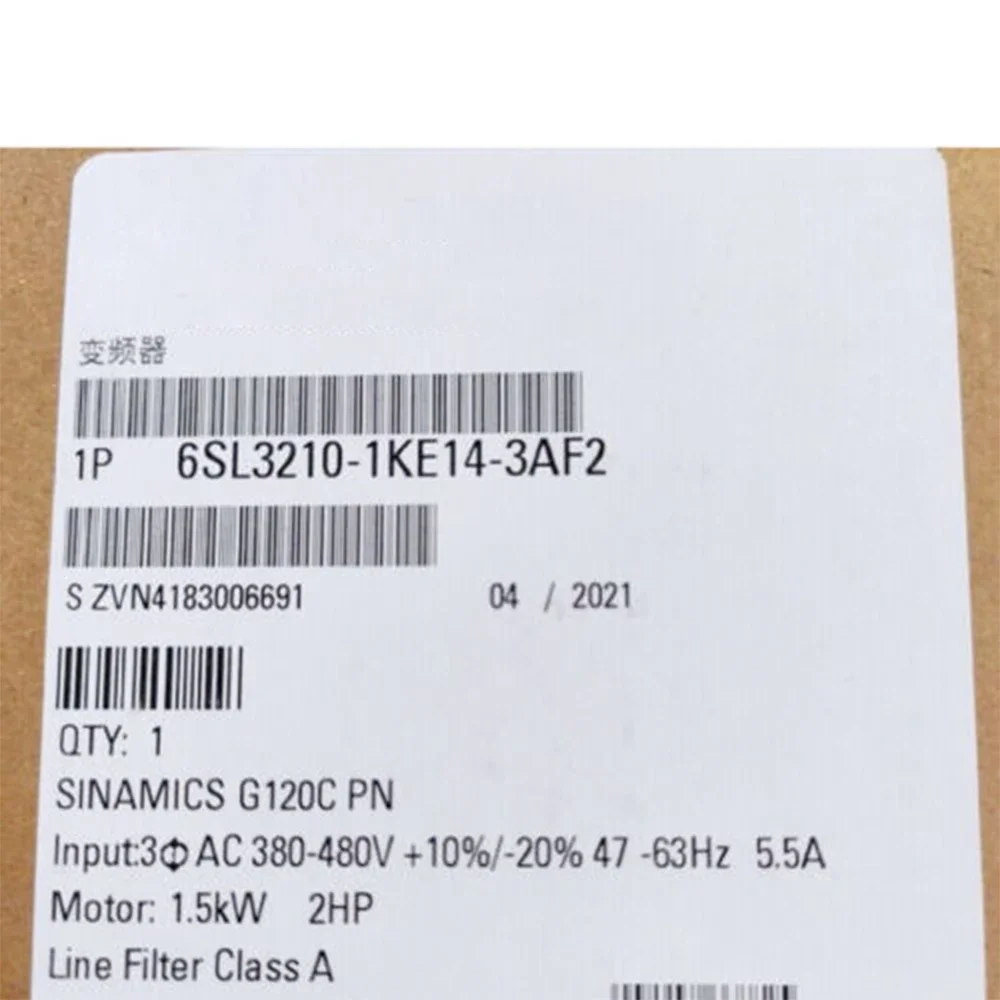 变频器
1P 6SL3210-1KE14-3AF2
S ZVN4183006691 04 / 2021
QTY: 1
SINAMICS G120C PN
Input:3Φ AC 380-480V +10%/-20% 47 -63Hz 5.5A
Motor: 1.5kW 2HP
Line Filter Class A